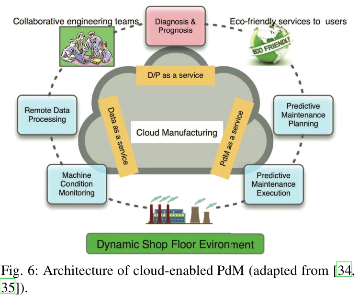 Collaborative engineering teams
Diagnosis &
Prognosis
Eco-friendly services to users
ECO FRIENDLY
D/P as a service
Remote Data
Processing
Data as a service
Cloud Manufacturing
PdM as a service
Predictive
Maintenance
Planning
Machine
Condition
Monitoring
Predictive
Maintenance
Execution
Dynamic Shop Floor Evironment
Fig. 6: Architecture of cloud-enabled PdM (adapted from [34,
35]).